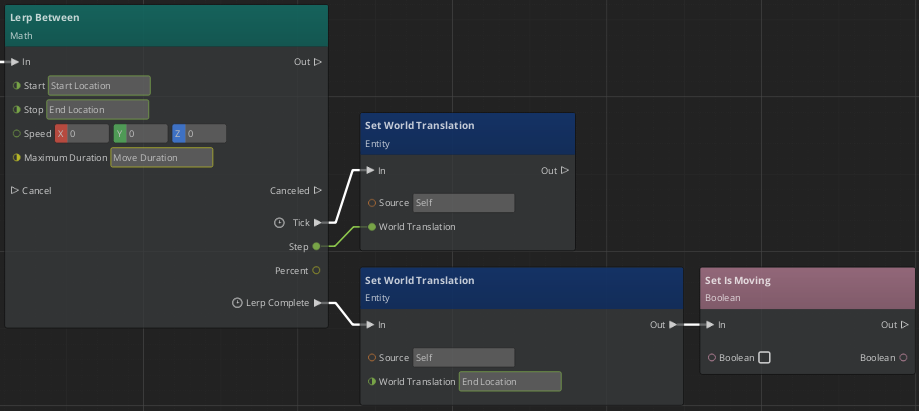 Lerp Between
Math
In Out
Start Start Location
Stop End Location
Speed X 0 Y 0 Z 0
Maximum Duration Move Duration
Cancel Canceled
Tick
Step
Percent
Lerp Complete
Set World Translation
Entity
In Out
Source Self
World Translation
Set World Translation
Entity
In Out
Source Self
World Translation End Location
Set Is Moving
Boolean
In Out
Boolean Boolean